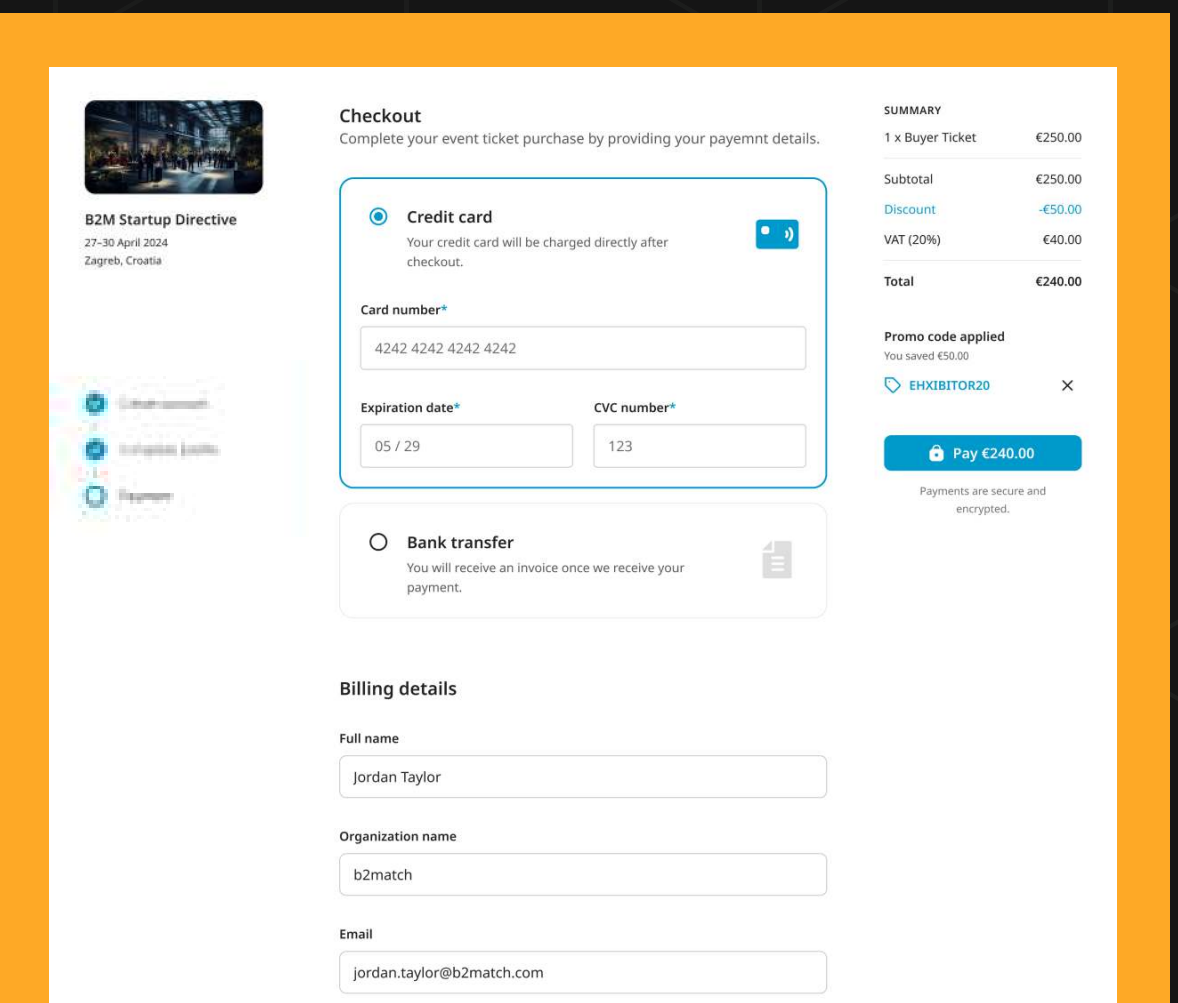 B2M Startup Directive
27–30 April 2024
Zagreb, Croatia
Checkout
Complete your event ticket purchase by providing your payemnt details.
Credit card
Your credit card will be charged directly after
checkout.
Card number*
4242 4242 4242 4242
Expiration date*
CVC number*
05 / 29
123
Bank transfer
You will receive an invoice once we receive your
payment.
Billing details
Full name
Jordan Taylor
Organization name
b2match
Email
jordan.taylor@b2match.com
SUMMARY
1 x Buyer Ticket €250.00
Subtotal €250.00
Discount -€50.00
VAT (20%) €40.00
Total €240.00
Promo code applied
You saved €50.00
EHXIBITOR20
Pay €240.00
Payments are secure and
encrypted.